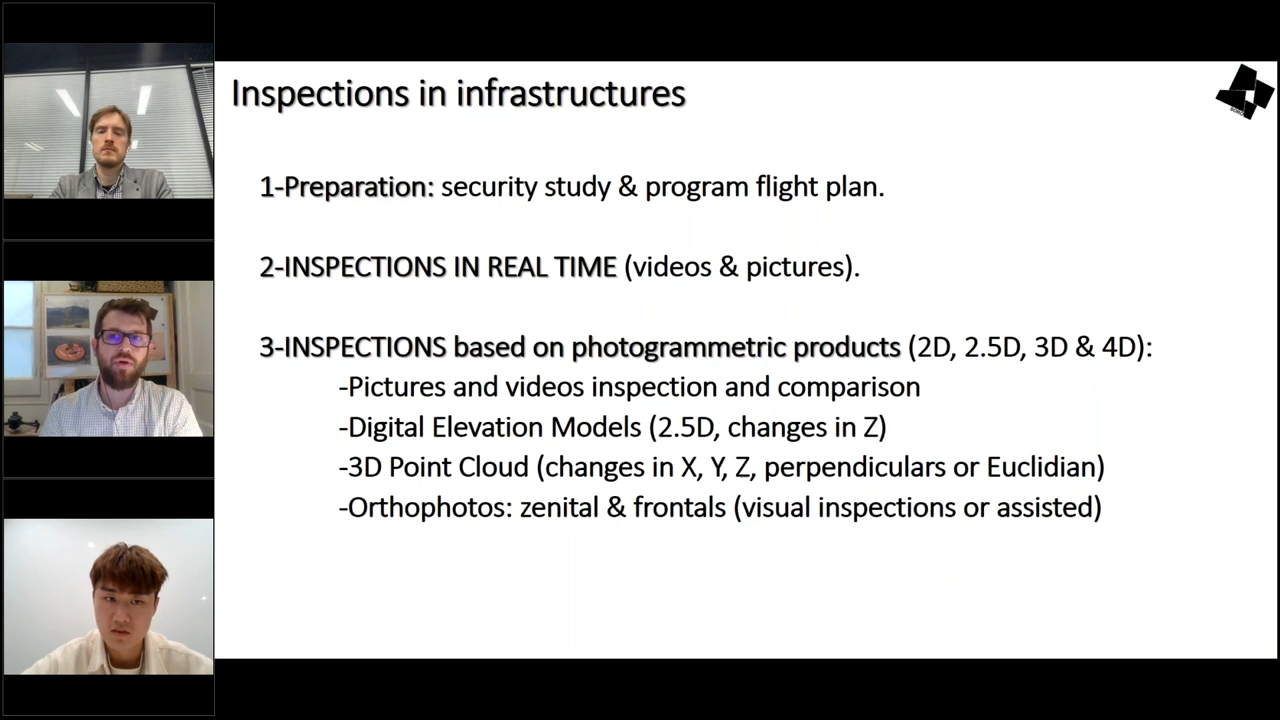 Inspections in infrastructures
1-Preparation: security study & program flight plan.
2-INSPECTIONS IN REAL TIME (videos & pictures).
3-INSPECTIONS based on photogrammetric products (2D, 2.5D, 3D & 4D):
-Pictures and videos inspection and comparison
-Digital Elevation Models (2.5D, changes in Z)
-3D Point Cloud (changes in X, Y, Z, perpendiculars or Euclidian)
-Orthophotos: zenital & frontals (visual inspections or assisted)